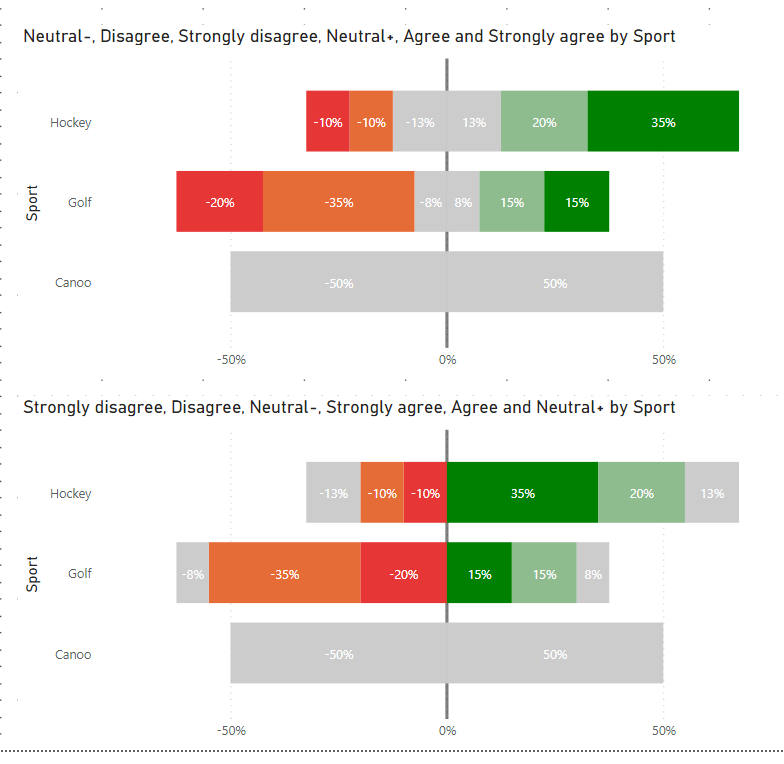 Neutral-, Disagree, Strongly disagree, Neutral+, Agree and Strongly agree by Sport
Hockey
-10% -10% -13% 13% 20% 35%
Sport
Golf
-20% -35% -8% 8% 15% 15%
Canoo
-50% 50%
-50% 0% 50%
Strongly disagree, Disagree, Neutral-, Strongly agree, Agree and Neutral+ by Sport
Hockey
-13% -10% -10% 35% 20% 13%
Sport
Golf
-8% -35% -20% 15% 15% 8%
Canoo
-50% 50%
-50% 0% 50%